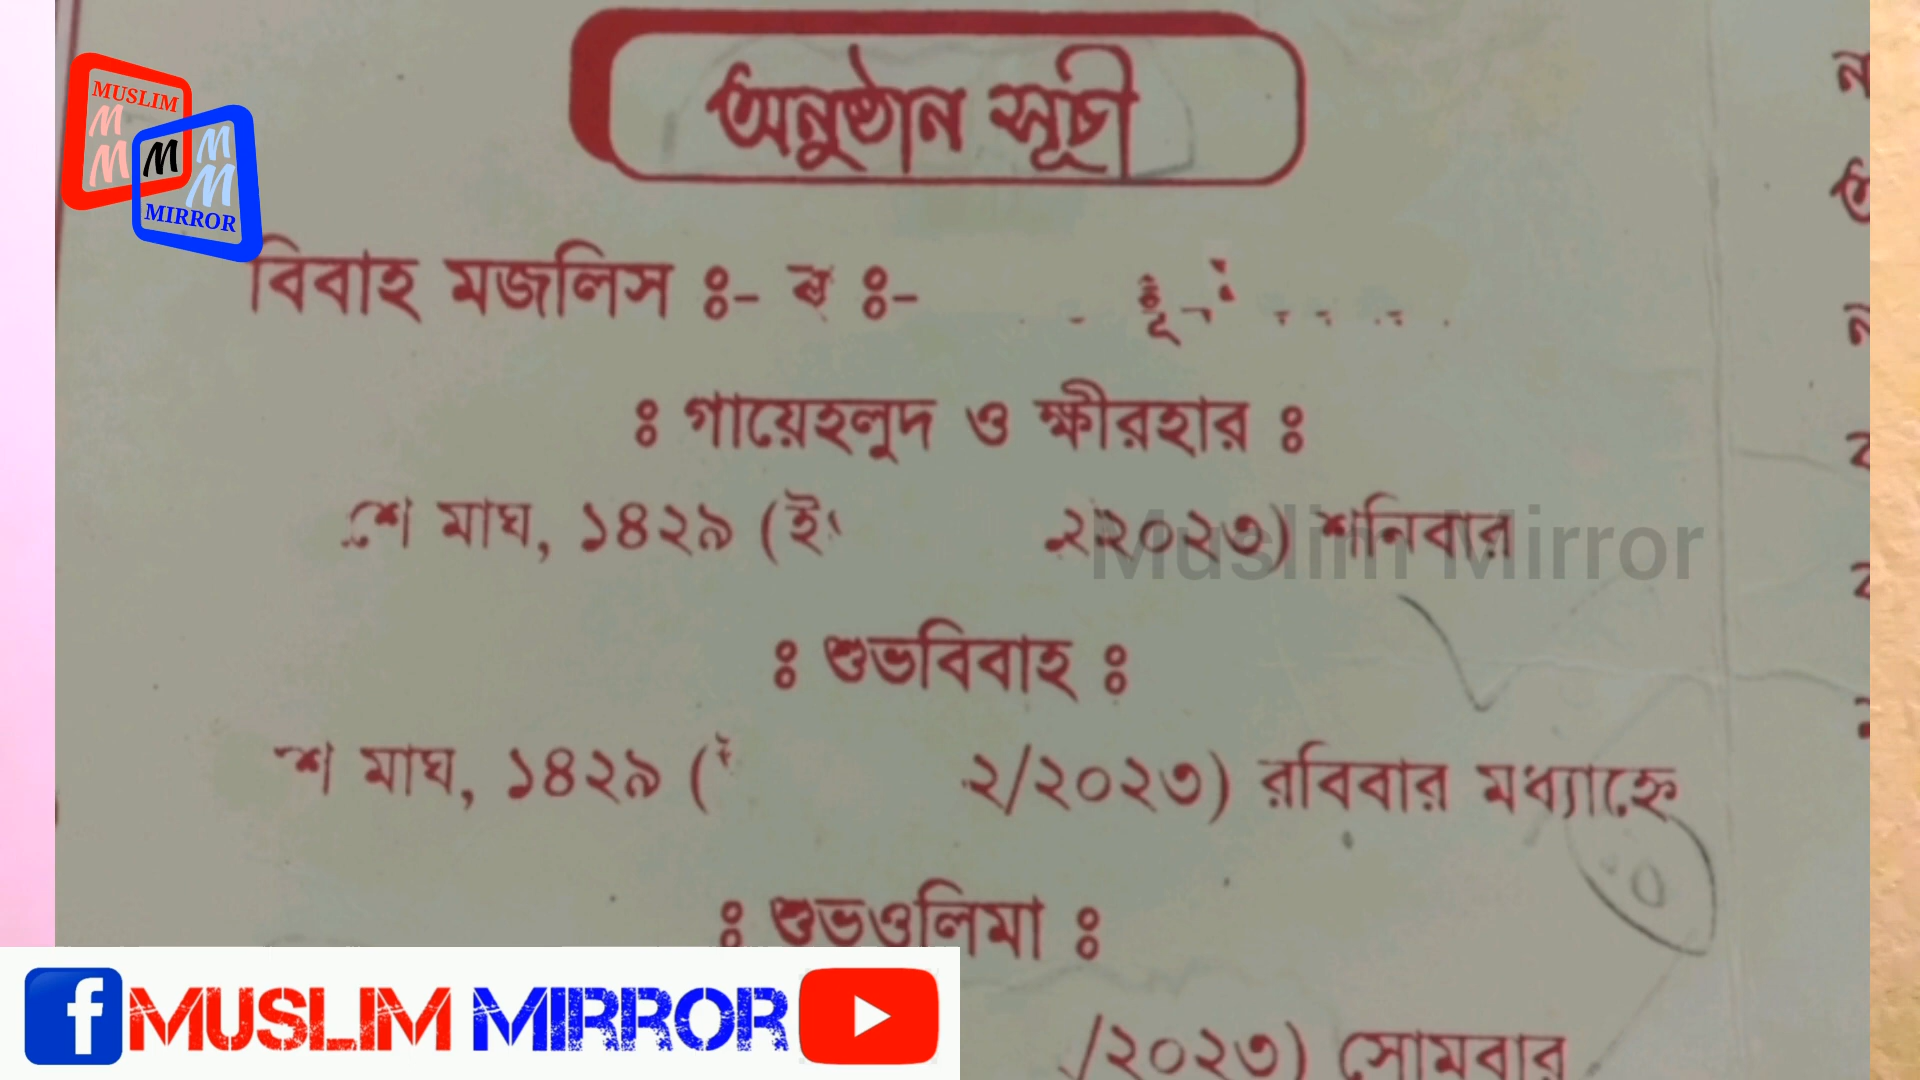 MUSLIM
MIRROR
অনুষ্ঠান সূচী
বিবাহ মজলিস ঃ- ঃ-
ঃ গায়েহলুদ ও ক্ষীরহার ঃ
শে মাঘ, ১৪২৯ ( ২০২৩) শনিবার
Muslim Mirror
ঃ শুভবিবাহ ঃ
শে মাঘ, ১৪২৯ ( ২/২০২৩) রবিবার মধ্যাহ্নে
ঃ শুভওলিমা ঃ
/২০২৩) সোমবার
MUSLIM MIRROR